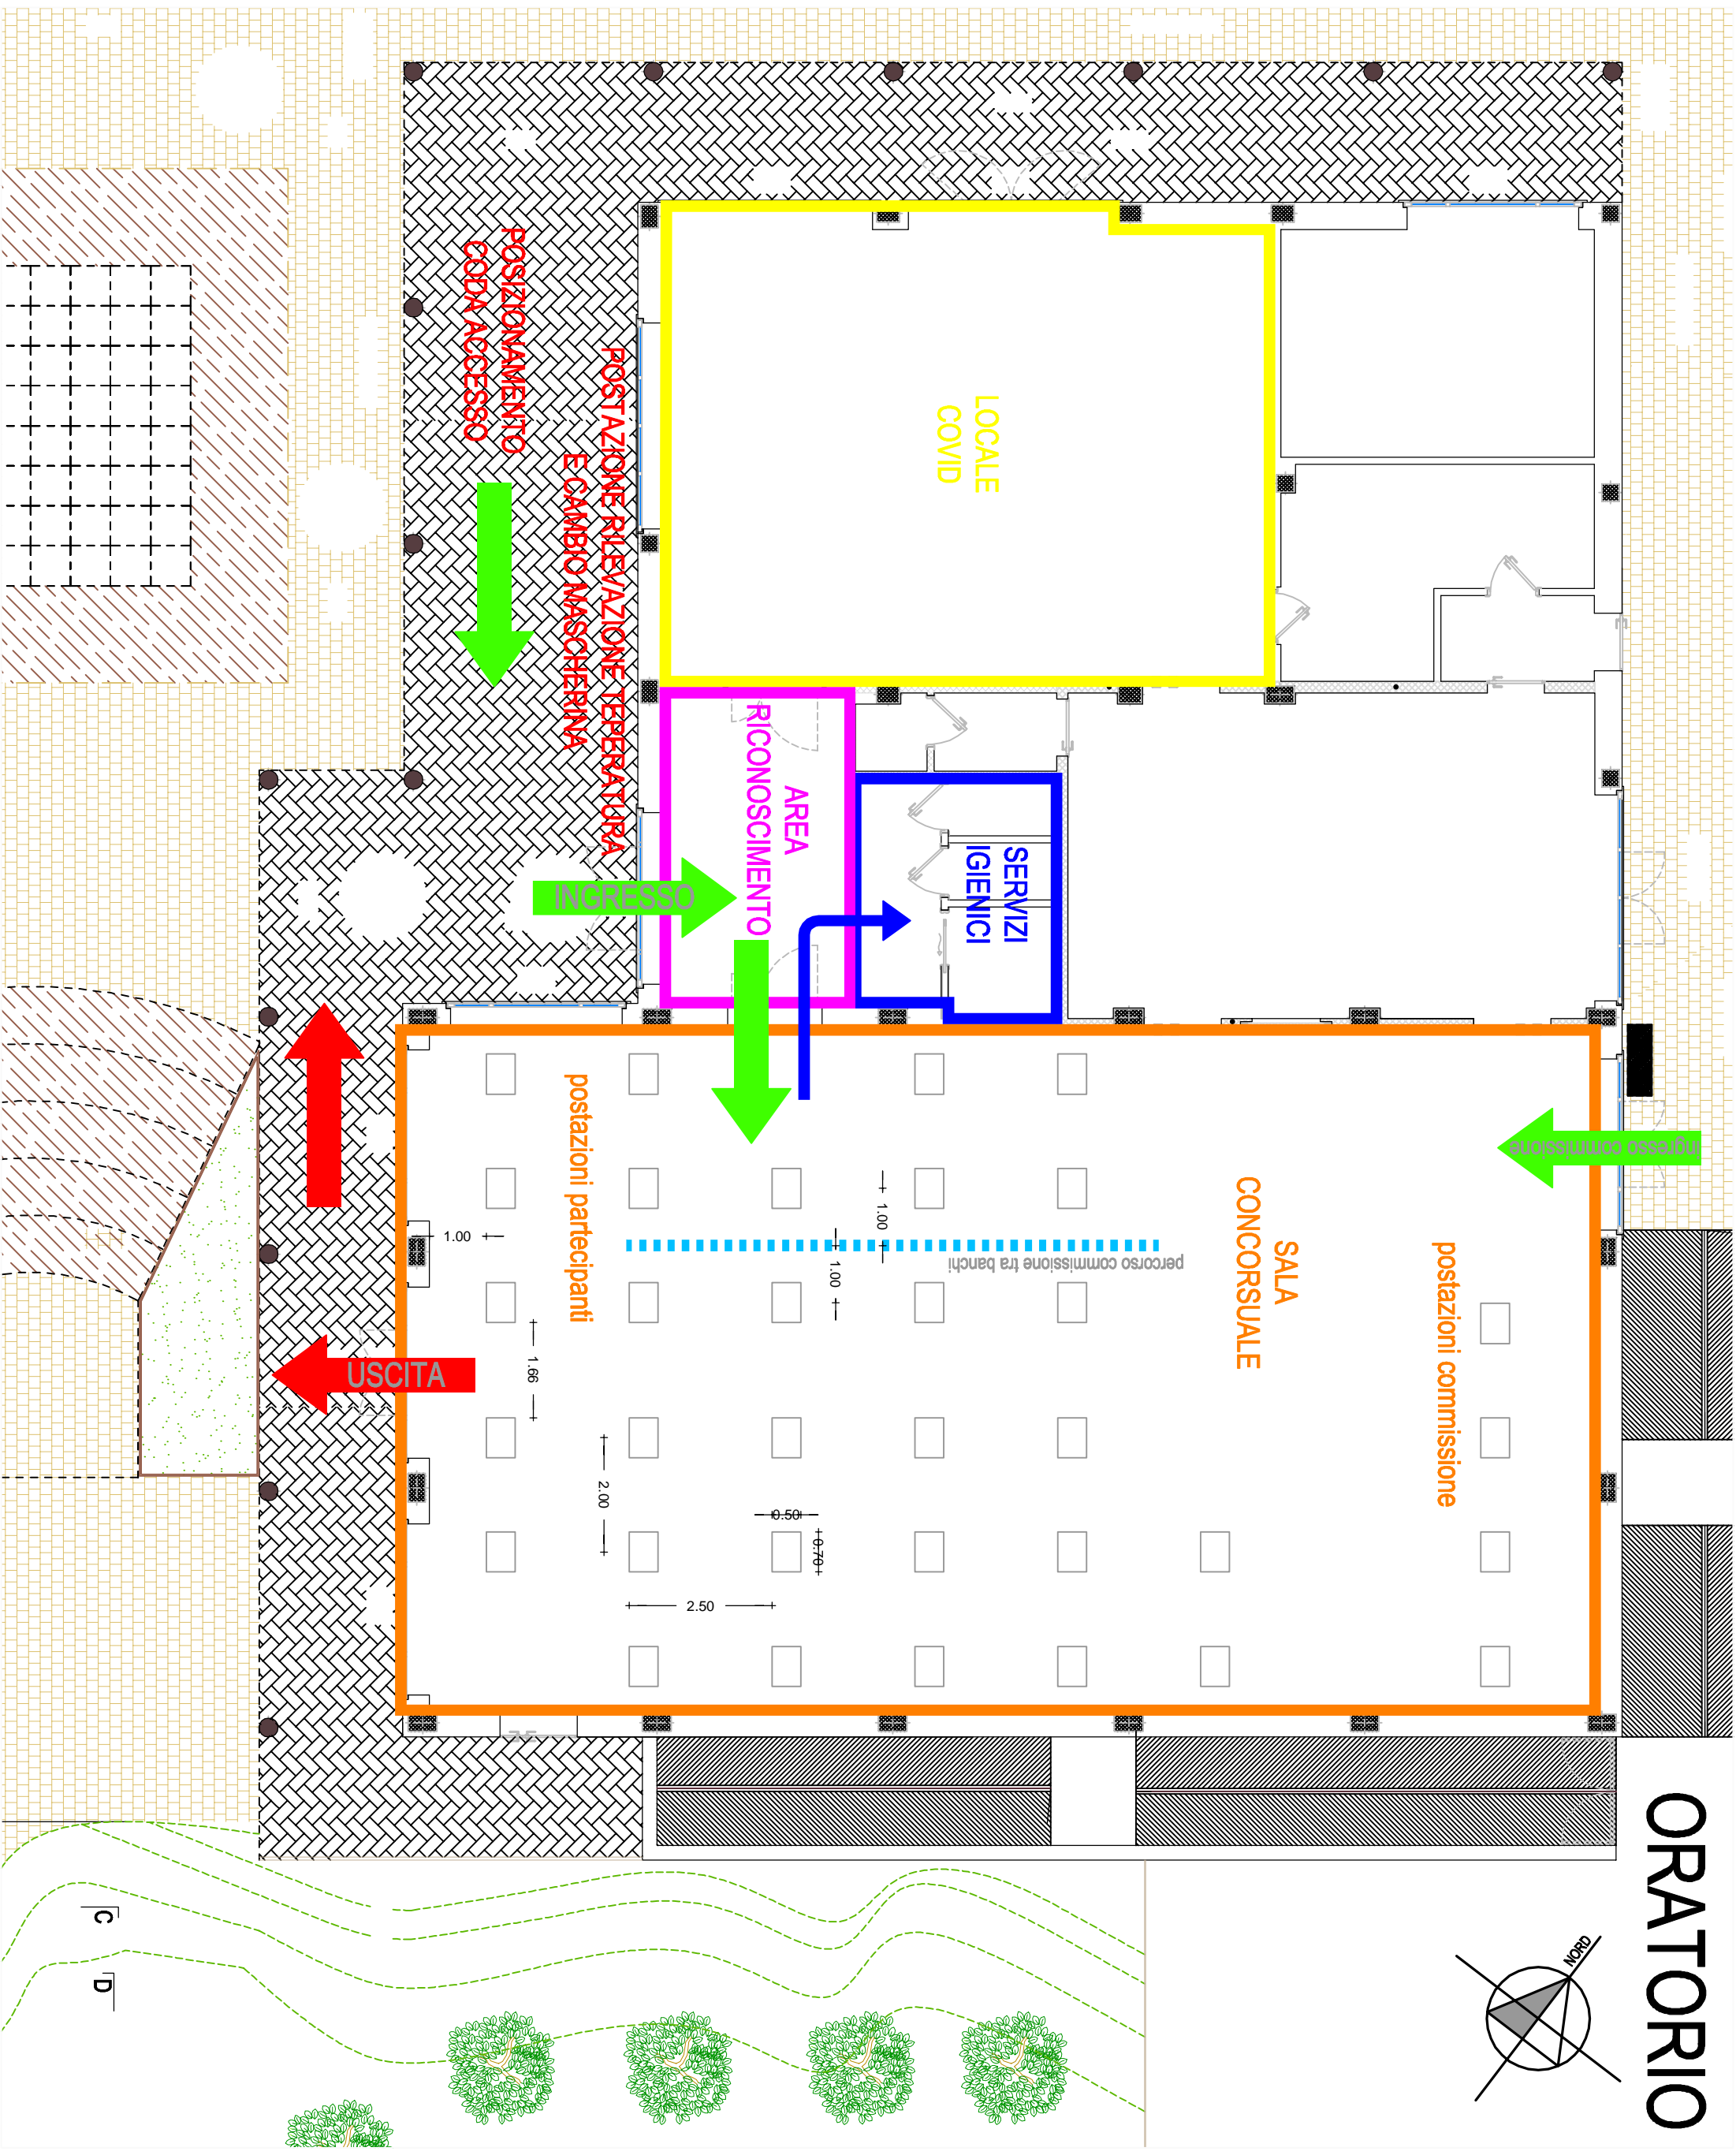 ORATORIO
NORD
POSIZIONAMENTO
CODA ACCESSO
POSTAZIONE RILEVAZIONE TEPERATURA
E CAMBIO MASCHERINA
LOCALE
COVID
AREA
RICONOSCIMENTO
SERVIZI
IGIENICI
INGRESSO
ingresso commissione
SALA
CONCORSUALE
postazioni commissione
postazioni partecipanti
percorso commissione tra banchi
USCITA
1.00
1.00
1.00
1.66
2.00
0.50
0.70
2.50
C
D